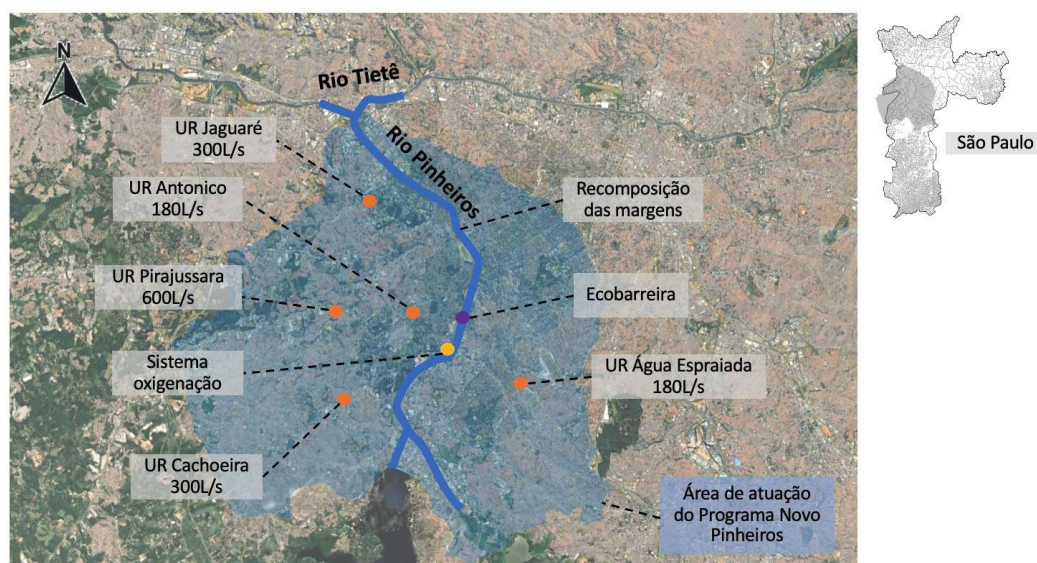 N
Rio Tietê
UR Jaguaré
300L/s
Rio Pinheiros
São Paulo
UR Antonico
180L/s
Recomposição
das margens
UR Pirajussara
600L/s
Ecobarreira
Sistema
oxigenação
UR Água Espraiada
180L/s
UR Cachoeira
300L/s
Área de atuação
do Programa Novo
Pinheiros